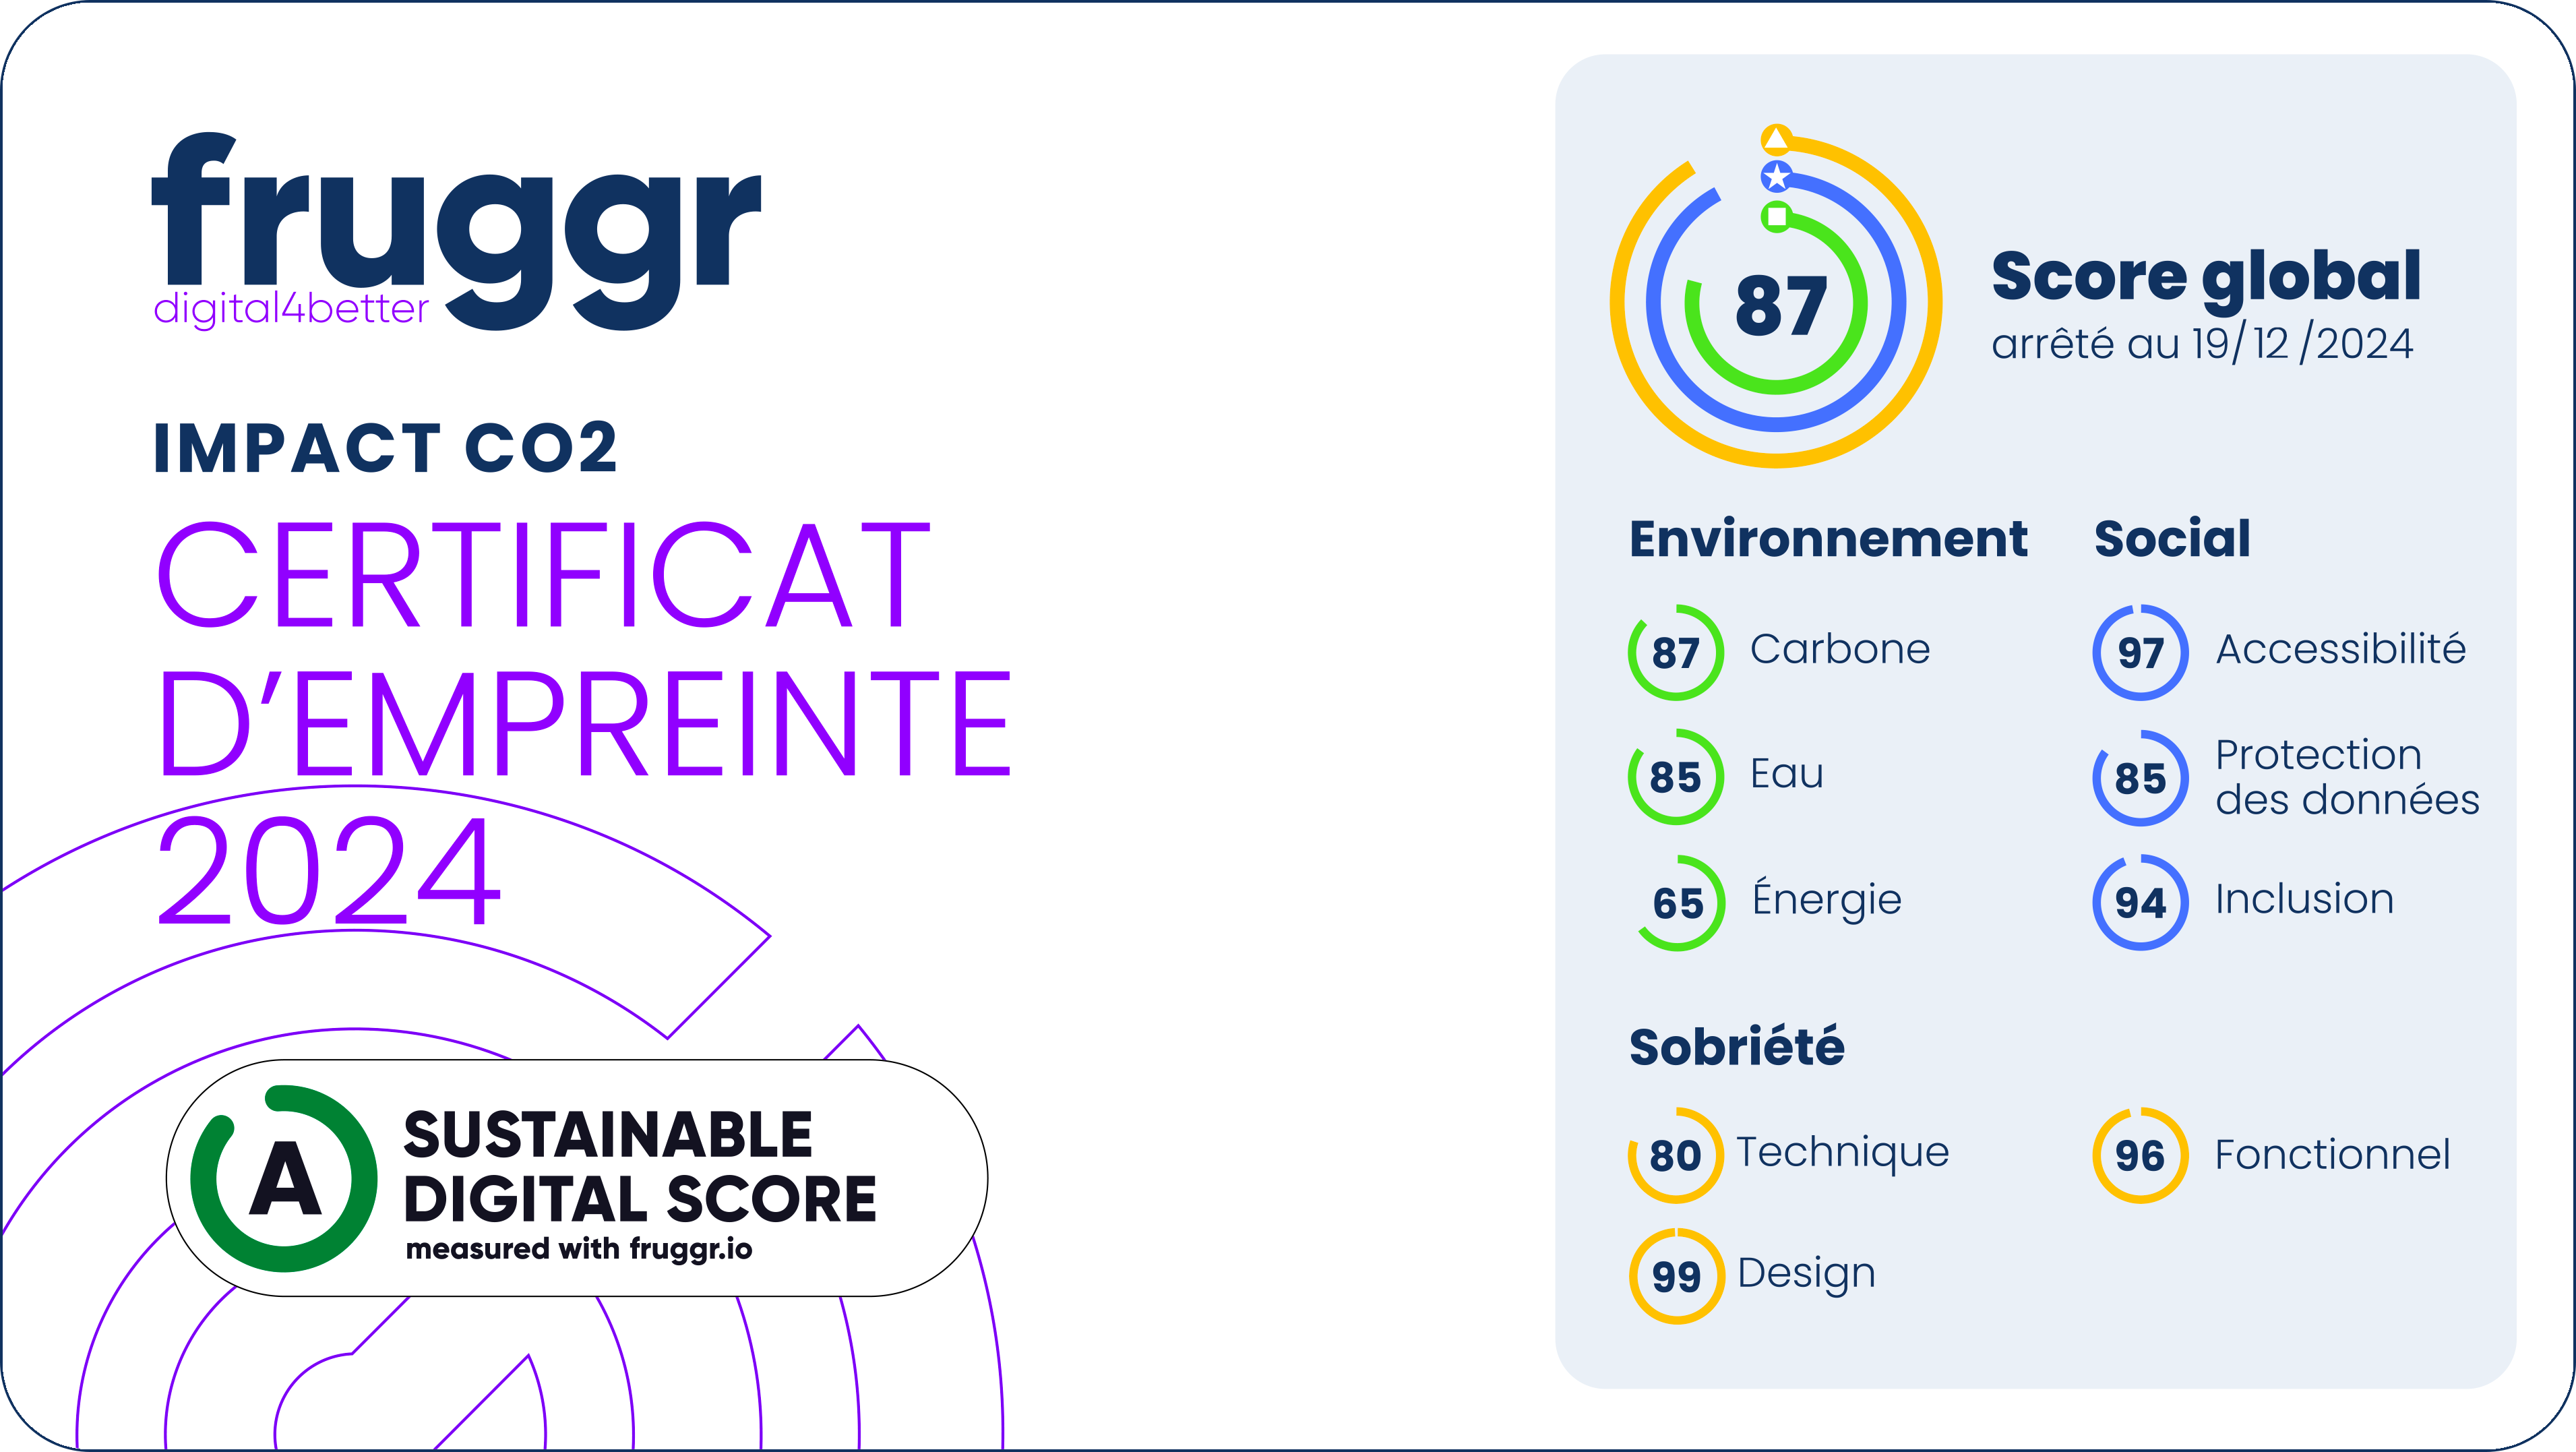 fruggr
digital4better
IMPACT CO2
CERTIFICAT
D’EMPREINTE
2024
A
SUSTAINABLE
DIGITAL SCORE
measured with fruggr.io
87
Score global
arrêté au 19/12 /2024
Environnement
87 Carbone
85 Eau
65 Énergie
Social
97 Accessibilité
85 Protection
des données
94 Inclusion
Sobriété
80 Technique
96 Fonctionnel
99 Design